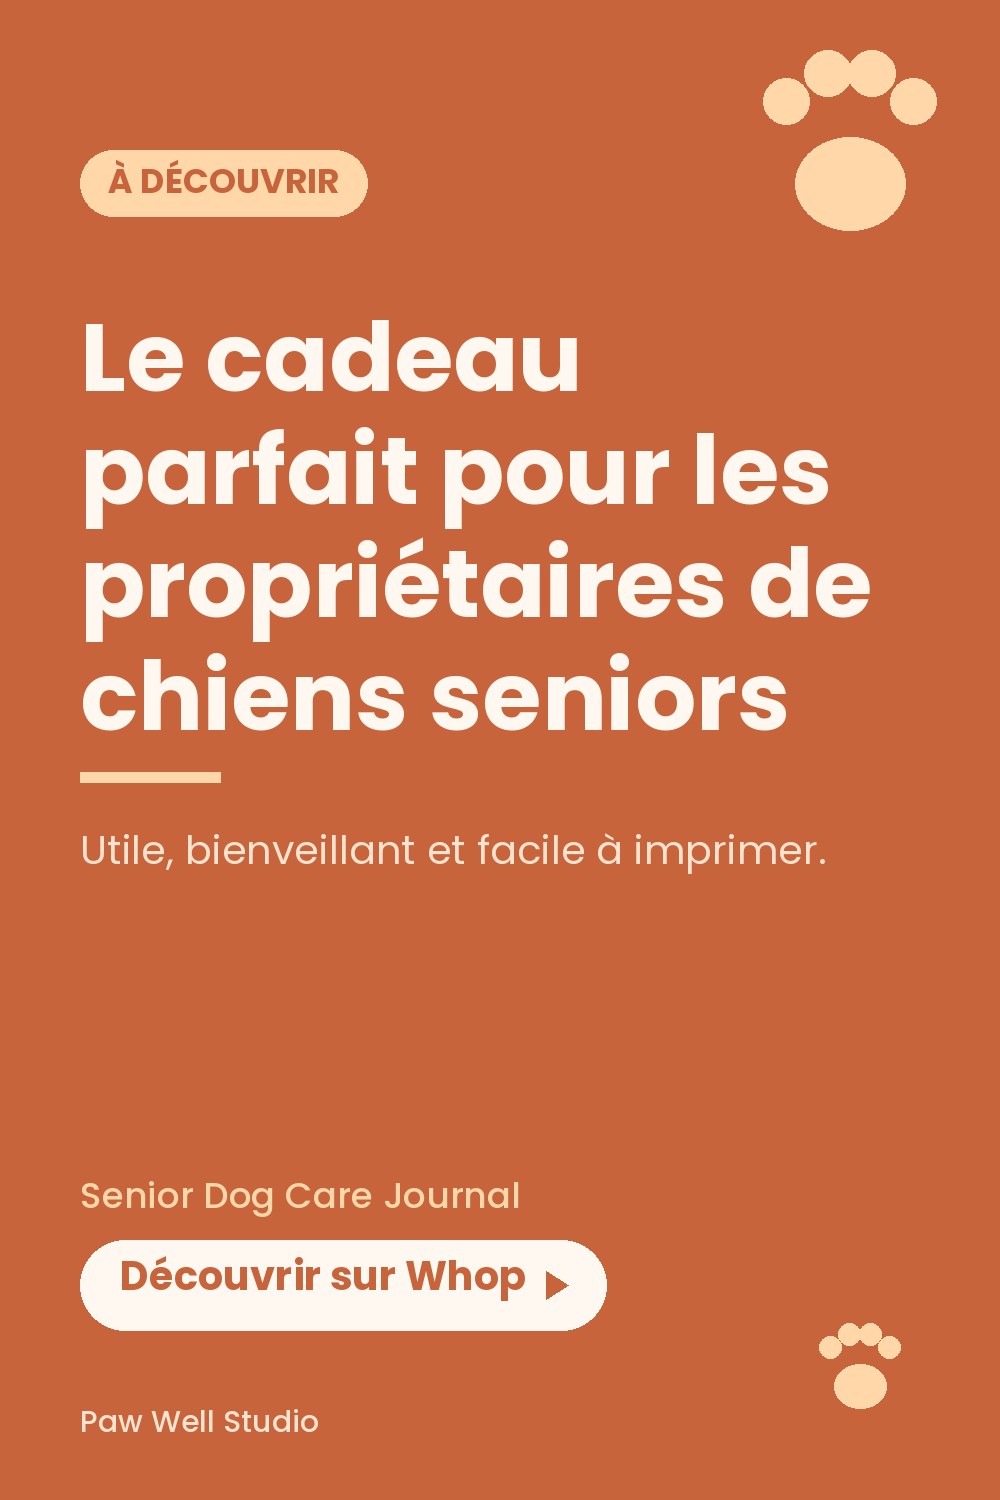 À DÉCOUVRIR
Le cadeau
parfait pour les
propriétaires de
chiens seniors
Utile, bienveillant et facile à imprimer.
Senior Dog Care Journal
Découvrir sur Whop
Paw Well Studio